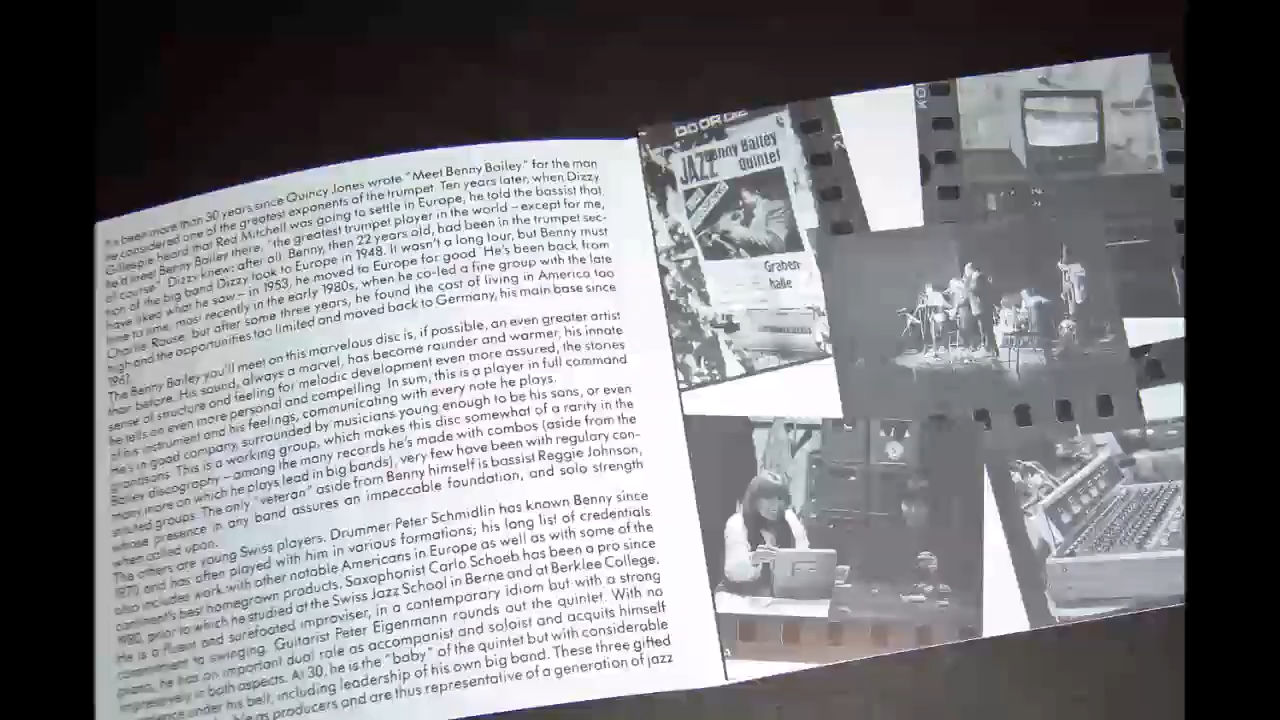 It's been more than 30 years since Quincy Jones wrote "Meet Benny Bailey" for the man
he considered one of the greatest exponents of the trumpet. Ten years later, when Dizzy
Gillespie heard that Red Mitchell was going to settle in Europe, he told the bassist that
he'd meet Benny Bailey there, "the greatest trumpet player in the world – except for me,
of course." Dizzy knew: after all, Benny, then 22 years old, had been in the trumpet sec-
tion of the big band Dizzy took to Europe in 1948. It wasn't a long tour, but Benny must
have liked what he saw – in 1953, he moved to Europe for good. He's been back from
time to time, most recently in the early 1980s, when he co-led a fine group with the late
Charlie Rouse, but after some three years, he found the cost of living in America too
high and the opportunities too limited and moved back to Germany, his main base since
196?
The Benny Bailey you'll meet on this marvelous disc is, if possible, an even greater artist
than before. His sound, always a marvel, has become rounder and warmer, his innate
sense of structure and feeling for melodic development even more assured, the stories
he tells an even more personal and compelling. In sum, this is a player in full command
of his instrument and his feelings, communicating with every note he plays.
He's in good company, surrounded by musicians young enough to be his sons, or even
grandsons. This is a working group, which makes this disc somewhat of a rarity in the
Bailey discography – among the many records he's made with combos (aside from the
many more on which he plays lead in big bands), very few have been with regulary con-
stituted groups. The only "veteran" aside from Benny himself is bassist Reggie Johnson,
whose presence in any band assures an impeccable foundation, and solo strength
when called upon.
The others are young Swiss players. Drummer Peter Schmidlin has known Benny since
1970 and has often played with him in various formations; his long list of credentials
also includes work with other notable Americans in Europe as well as with some of the
continent's best homegrown products. Saxophonist Carlo Schoeb has been a pro since
1980, prior to which he studied at the Swiss Jazz School in Berne and at Berklee College.
He is a fluent and surefooted improviser, in a contemporary idiom but with a strong
commitment to swinging. Guitarist Peter Eigenmann rounds out the quintet. With no
piano, he has an important dual role as accompanist and soloist and acquits himself
impressively in both aspects. At 30, he is the "baby" of the quintet but with considerable
under his belt, including leadership of his own big band. These three gifted
as producers and are thus representative of a generation of jazz
DO OR DIE
JAZZ
Benny Bailey
Quintet
Graben-
halle
21